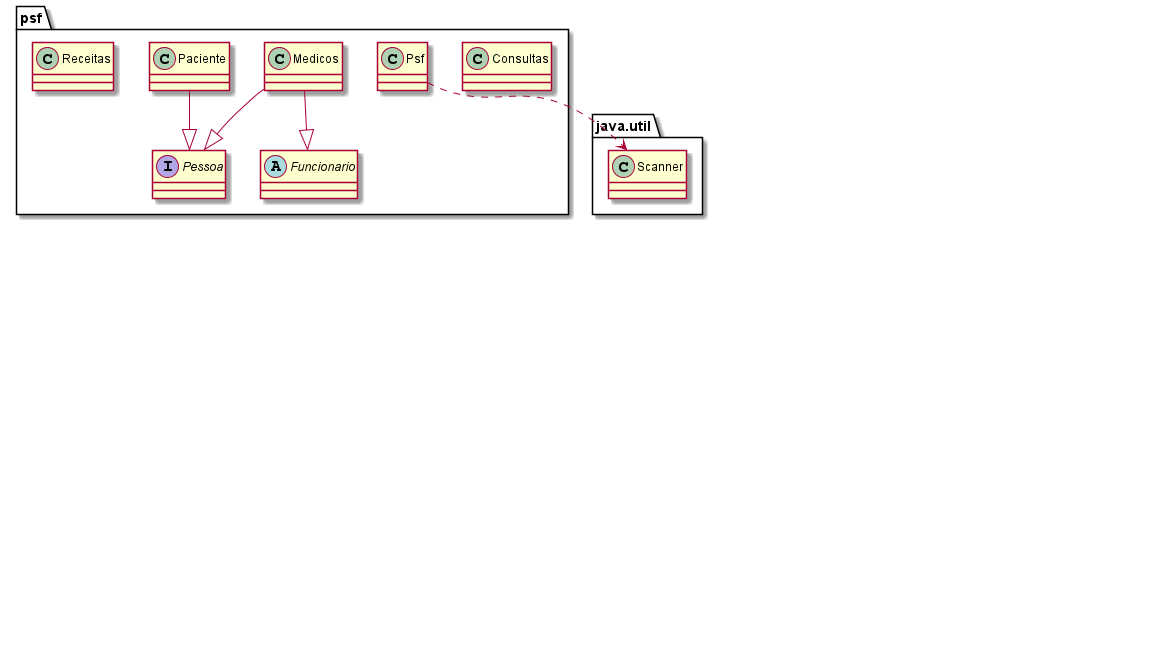 psf
C Receitas
C Paciente
C Medicos
C Psf
C Consultas
java.util
I Pessoa
A Funcionario
C Scanner